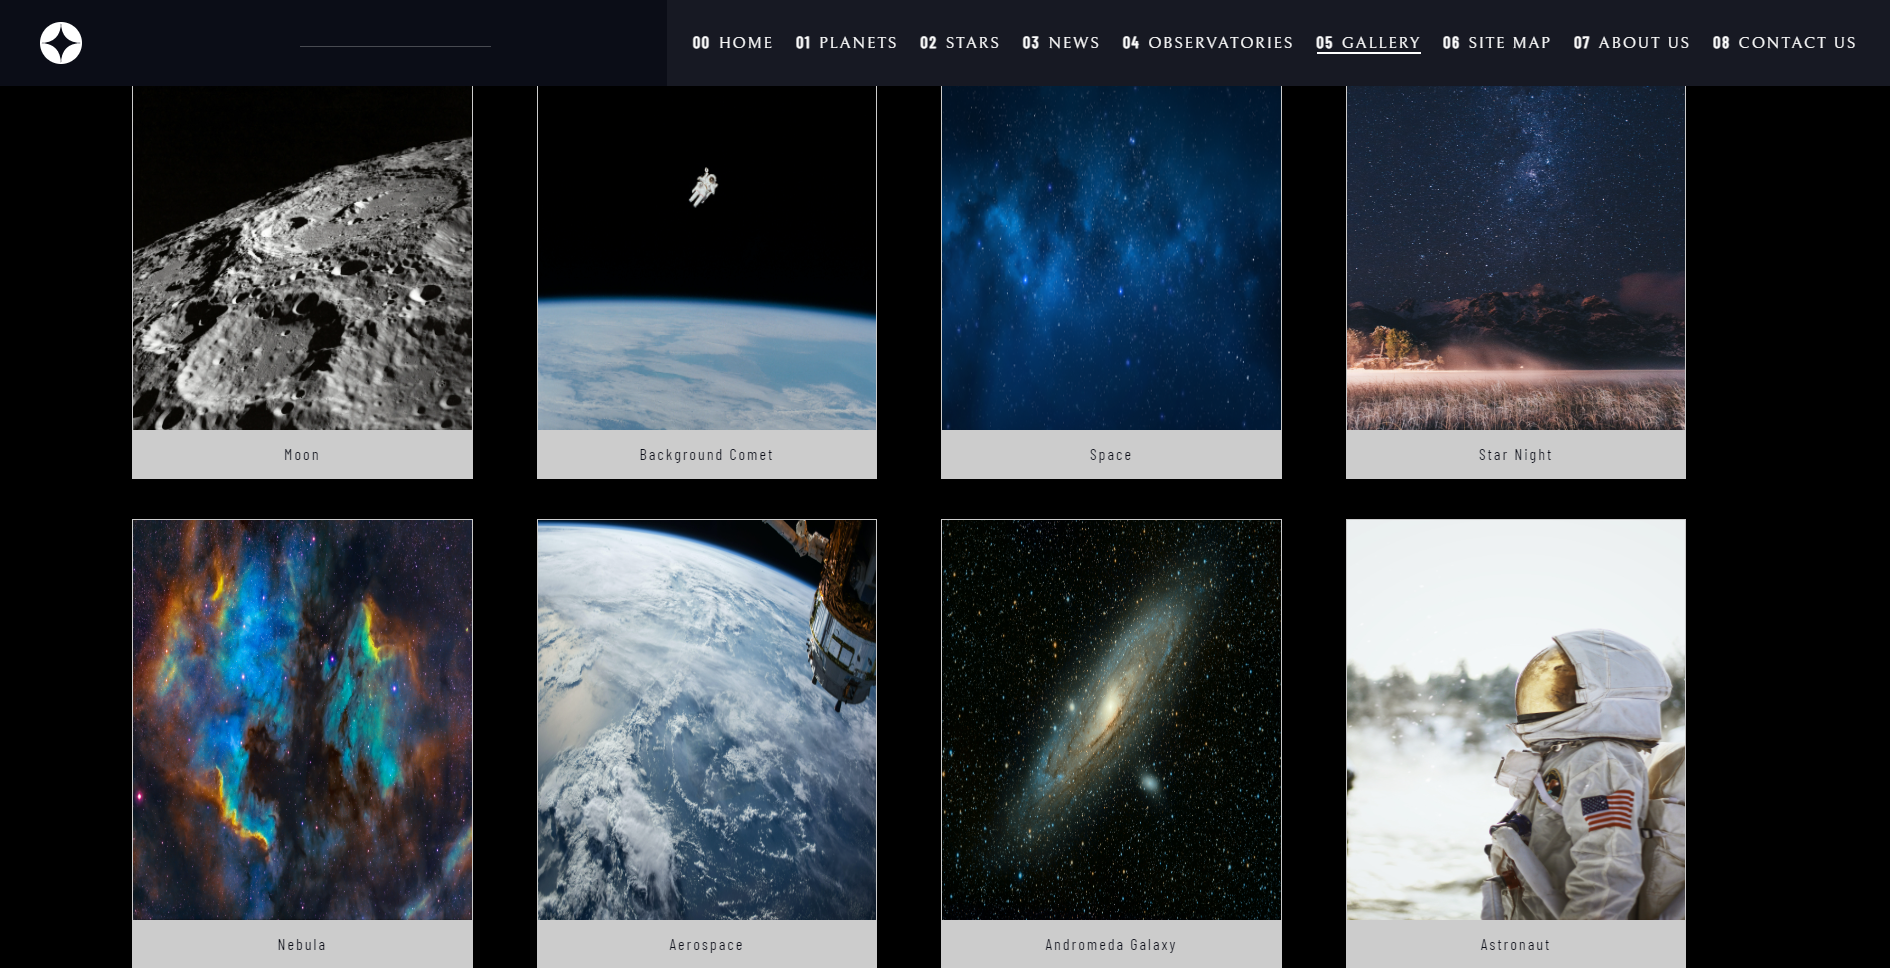 00 HOME 01 PLANETS 02 STARS 03 NEWS 04 OBSERVATORIES 05 GALLERY 06 SITE MAP 07 ABOUT US 08 CONTACT US
Moon Background Comet Space Star Night
Nebula Aerospace Andromeda Galaxy Astronaut